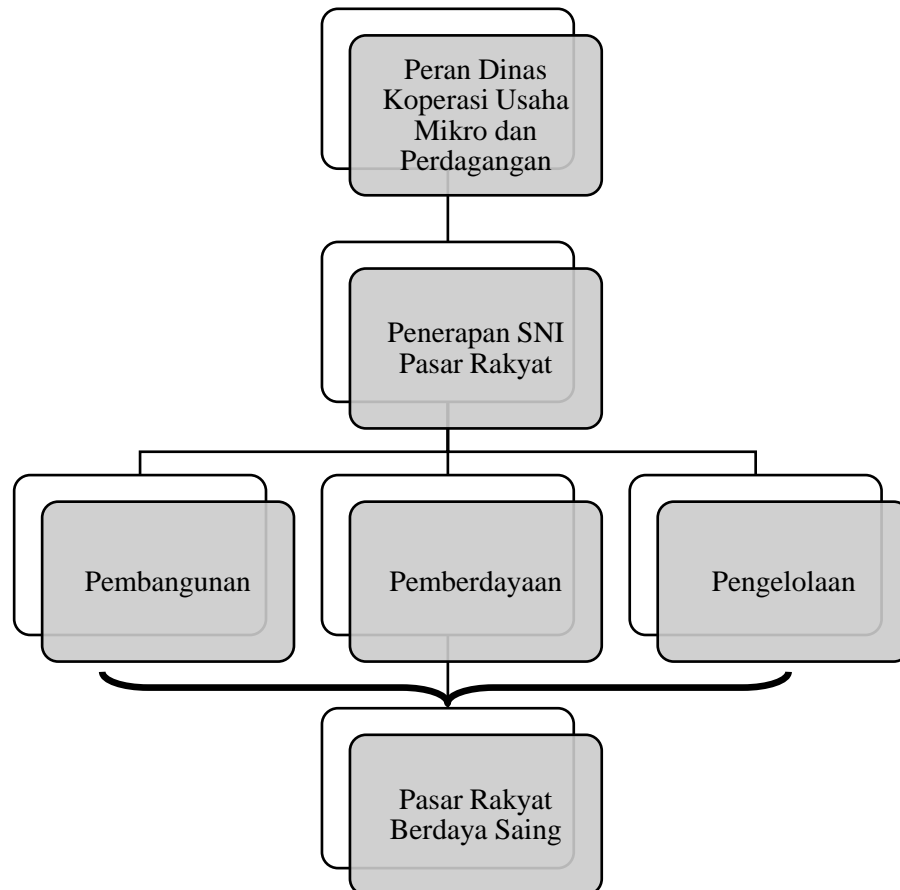 Peran Dinas
Koperasi Usaha
Mikro dan
Perdagangan
Penerapan SNI
Pasar Rakyat
Pembangunan
Pemberdayaan
Pengelolaan
Pasar Rakyat
Berdaya Saing